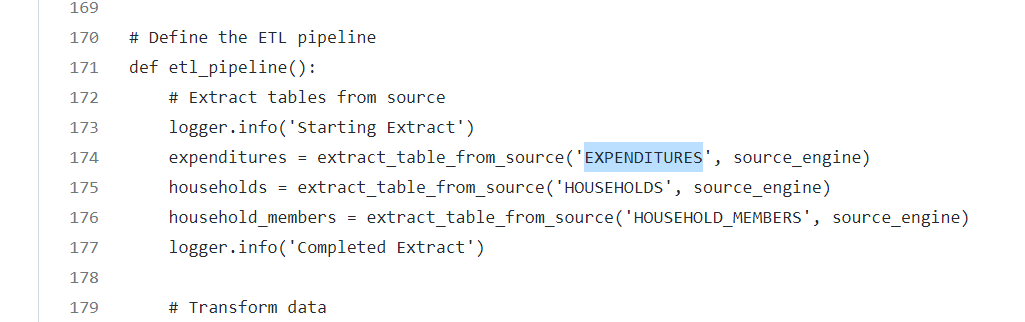 169
170 # Define the ETL pipeline
171 def etl_pipeline():
172     # Extract tables from source
173     logger.info('Starting Extract')
174     expenditures = extract_table_from_source('EXPENDITURES', source_engine)
175     households = extract_table_from_source('HOUSEHOLDS', source_engine)
176     household_members = extract_table_from_source('HOUSEHOLD_MEMBERS', source_engine)
177     logger.info('Completed Extract')
178
179     # Transform data